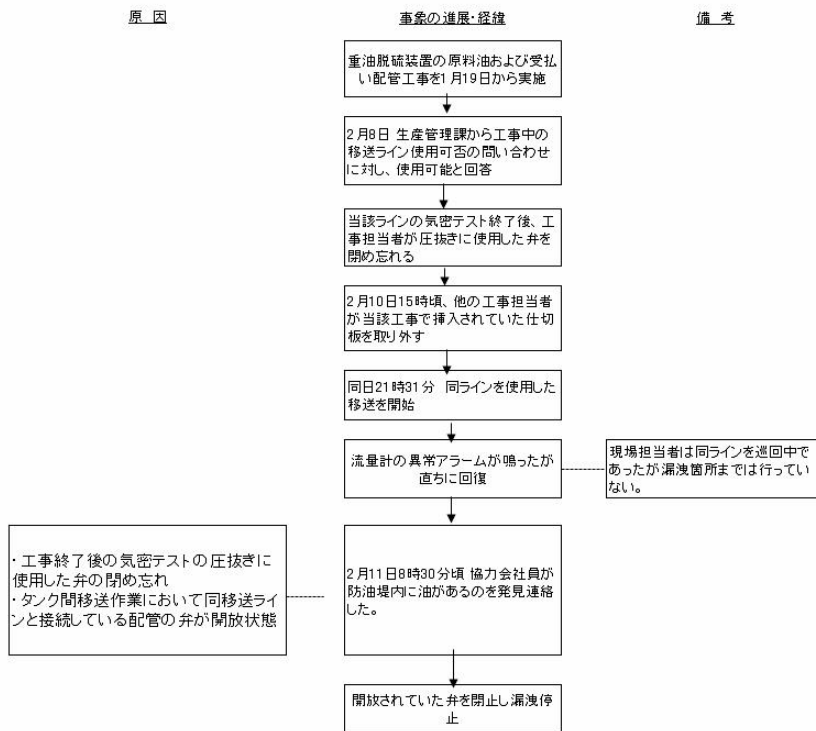 原 因
事象の進展・経緯
備 考
重油脱硫装置の原料油および受払
い配管工事を1月19日から実施
2月8日 生産管理課から工事中の
移送ライン使用可否の問い合わせ
に対し、使用可能と回答
当該ラインの気密テスト終了後、工
事担当者が圧抜きに使用した弁を
閉め忘れる
2月10日15時頃、他の工事担当者
が当該工事で挿入されていた仕切
板を取り外す
同日21時31分 同ラインを使用した
移送を開始
流量計の異常アラームが鳴ったが
直ちに回復
現場担当者は同ラインを巡回中で
あったが漏洩箇所までは行ってい
ない。
・工事終了後の気密テストの圧抜きに
使用した弁の閉め忘れ
・タンク間移送作業において同移送ライ
ンと接続している配管の弁が開放状態
2月11日8時30分頃 協力会社員が
防油堤内に油があるのを発見連絡
した。
開放されていた弁を閉止し漏洩停
止